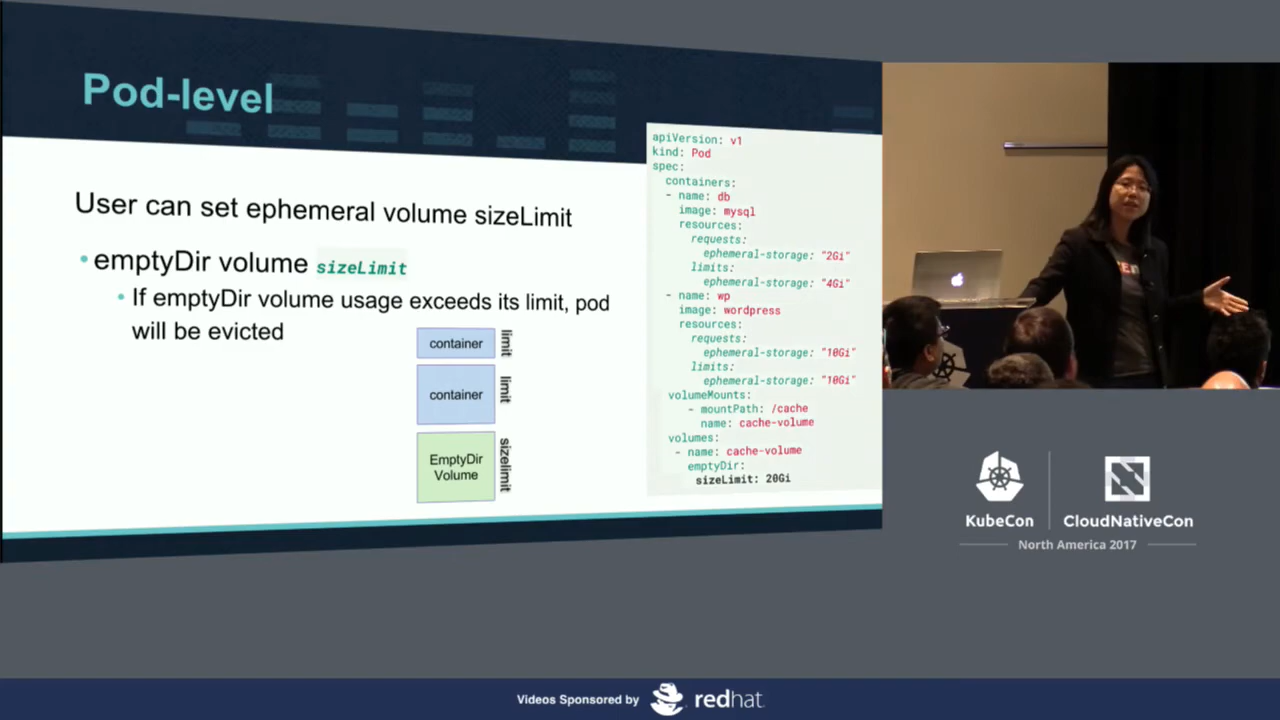 Pod-level
User can set ephemeral volume sizeLimit
• emptyDir volume sizeLimit
• If emptyDir volume usage exceeds its limit, pod
will be evicted
container
limit
container
limit
EmptyDir
Volume
sizelimit
apiVersion: v1
kind: Pod
spec:
containers:
- name: db
image: mysql
resources:
requests:
ephemeral-storage: "2Gi"
limits:
ephemeral-storage: "4Gi"
- name: wp
image: wordpress
resources:
requests:
ephemeral-storage: "10Gi"
limits:
ephemeral-storage: "10Gi"
volumeMounts:
- mountPath: /cache
name: cache-volume
volumes:
- name: cache-volume
emptyDir:
sizeLimit: 20Gi
KubeCon
CloudNativeCon
North America 2017
Videos Sponsored by
redhat.